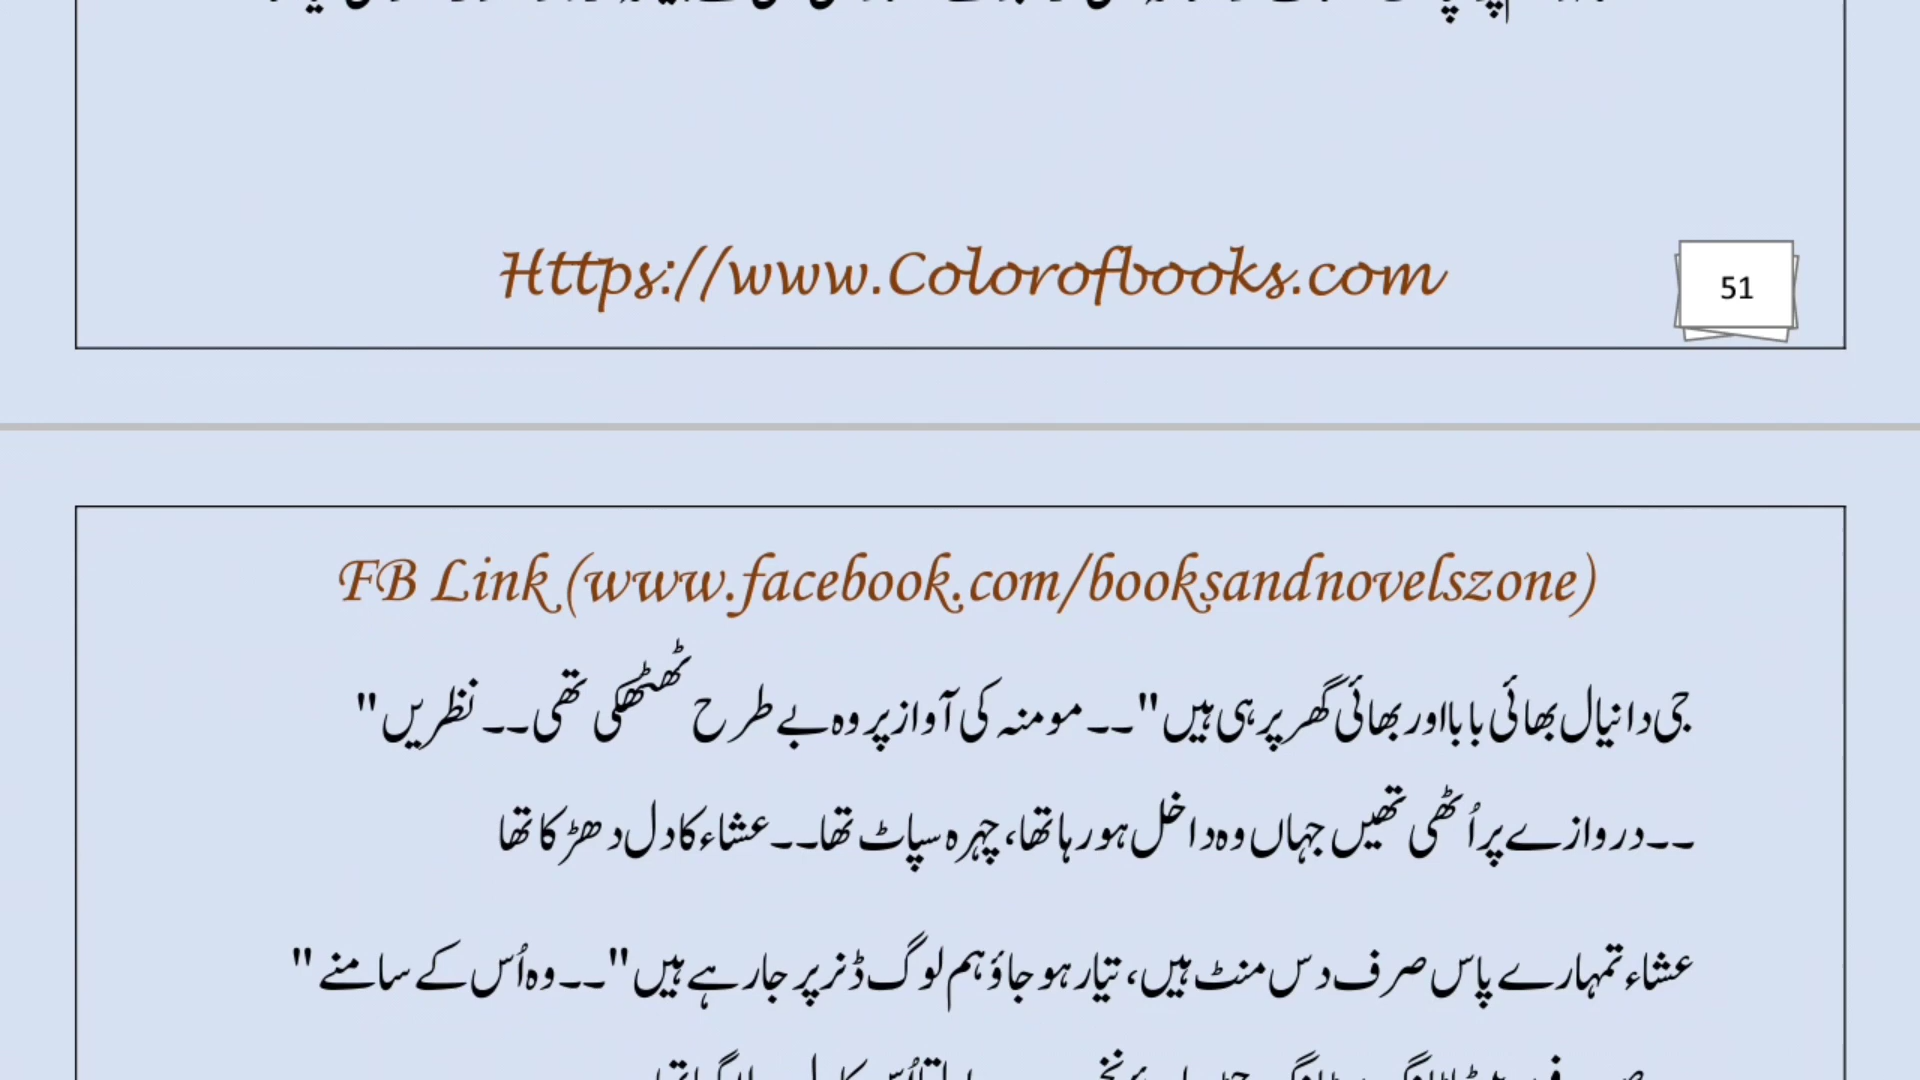 Https://www.Colorofbooks.com
51
FB Link (www.facebook.com/booksandnovelszone)
جی دانیال بھائی بابا اور بھائی گھر پر ہی ہیں"۔۔ مومنہ کی آواز پر وہ بے طرح ٹھٹھکی تھی۔۔ نظریں"
۔۔دروازے پر اُٹھی تھیں جہاں وہ داخل ہو رہا تھا، چہرہ سپاٹ تھا۔۔ عشاء کا دل دھڑکا تھا
عشاء تمہارے پاس صرف دس منٹ ہیں، تیار ہو جاؤ ہم لوگ ڈنر پر جا رہے ہیں"۔۔ وہ اُس کے سامنے"